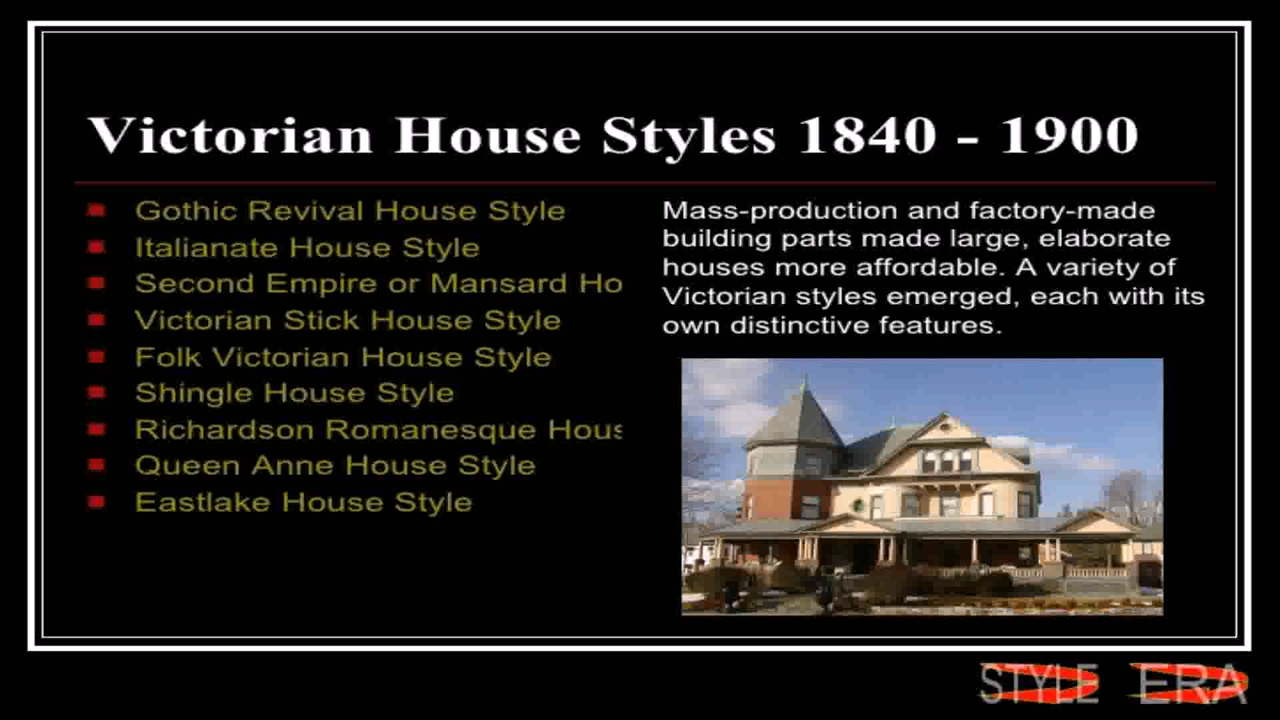 Victorian House Styles 1840 - 1900
Gothic Revival House Style
Italianate House Style
Second Empire or Mansard Ho
Victorian Stick House Style
Folk Victorian House Style
Shingle House Style
Richardson Romanesque Hous
Queen Anne House Style
Eastlake House Style
Mass-production and factory-made
building parts made large, elaborate
houses more affordable. A variety of
Victorian styles emerged, each with its
own distinctive features.
STYLE ERA